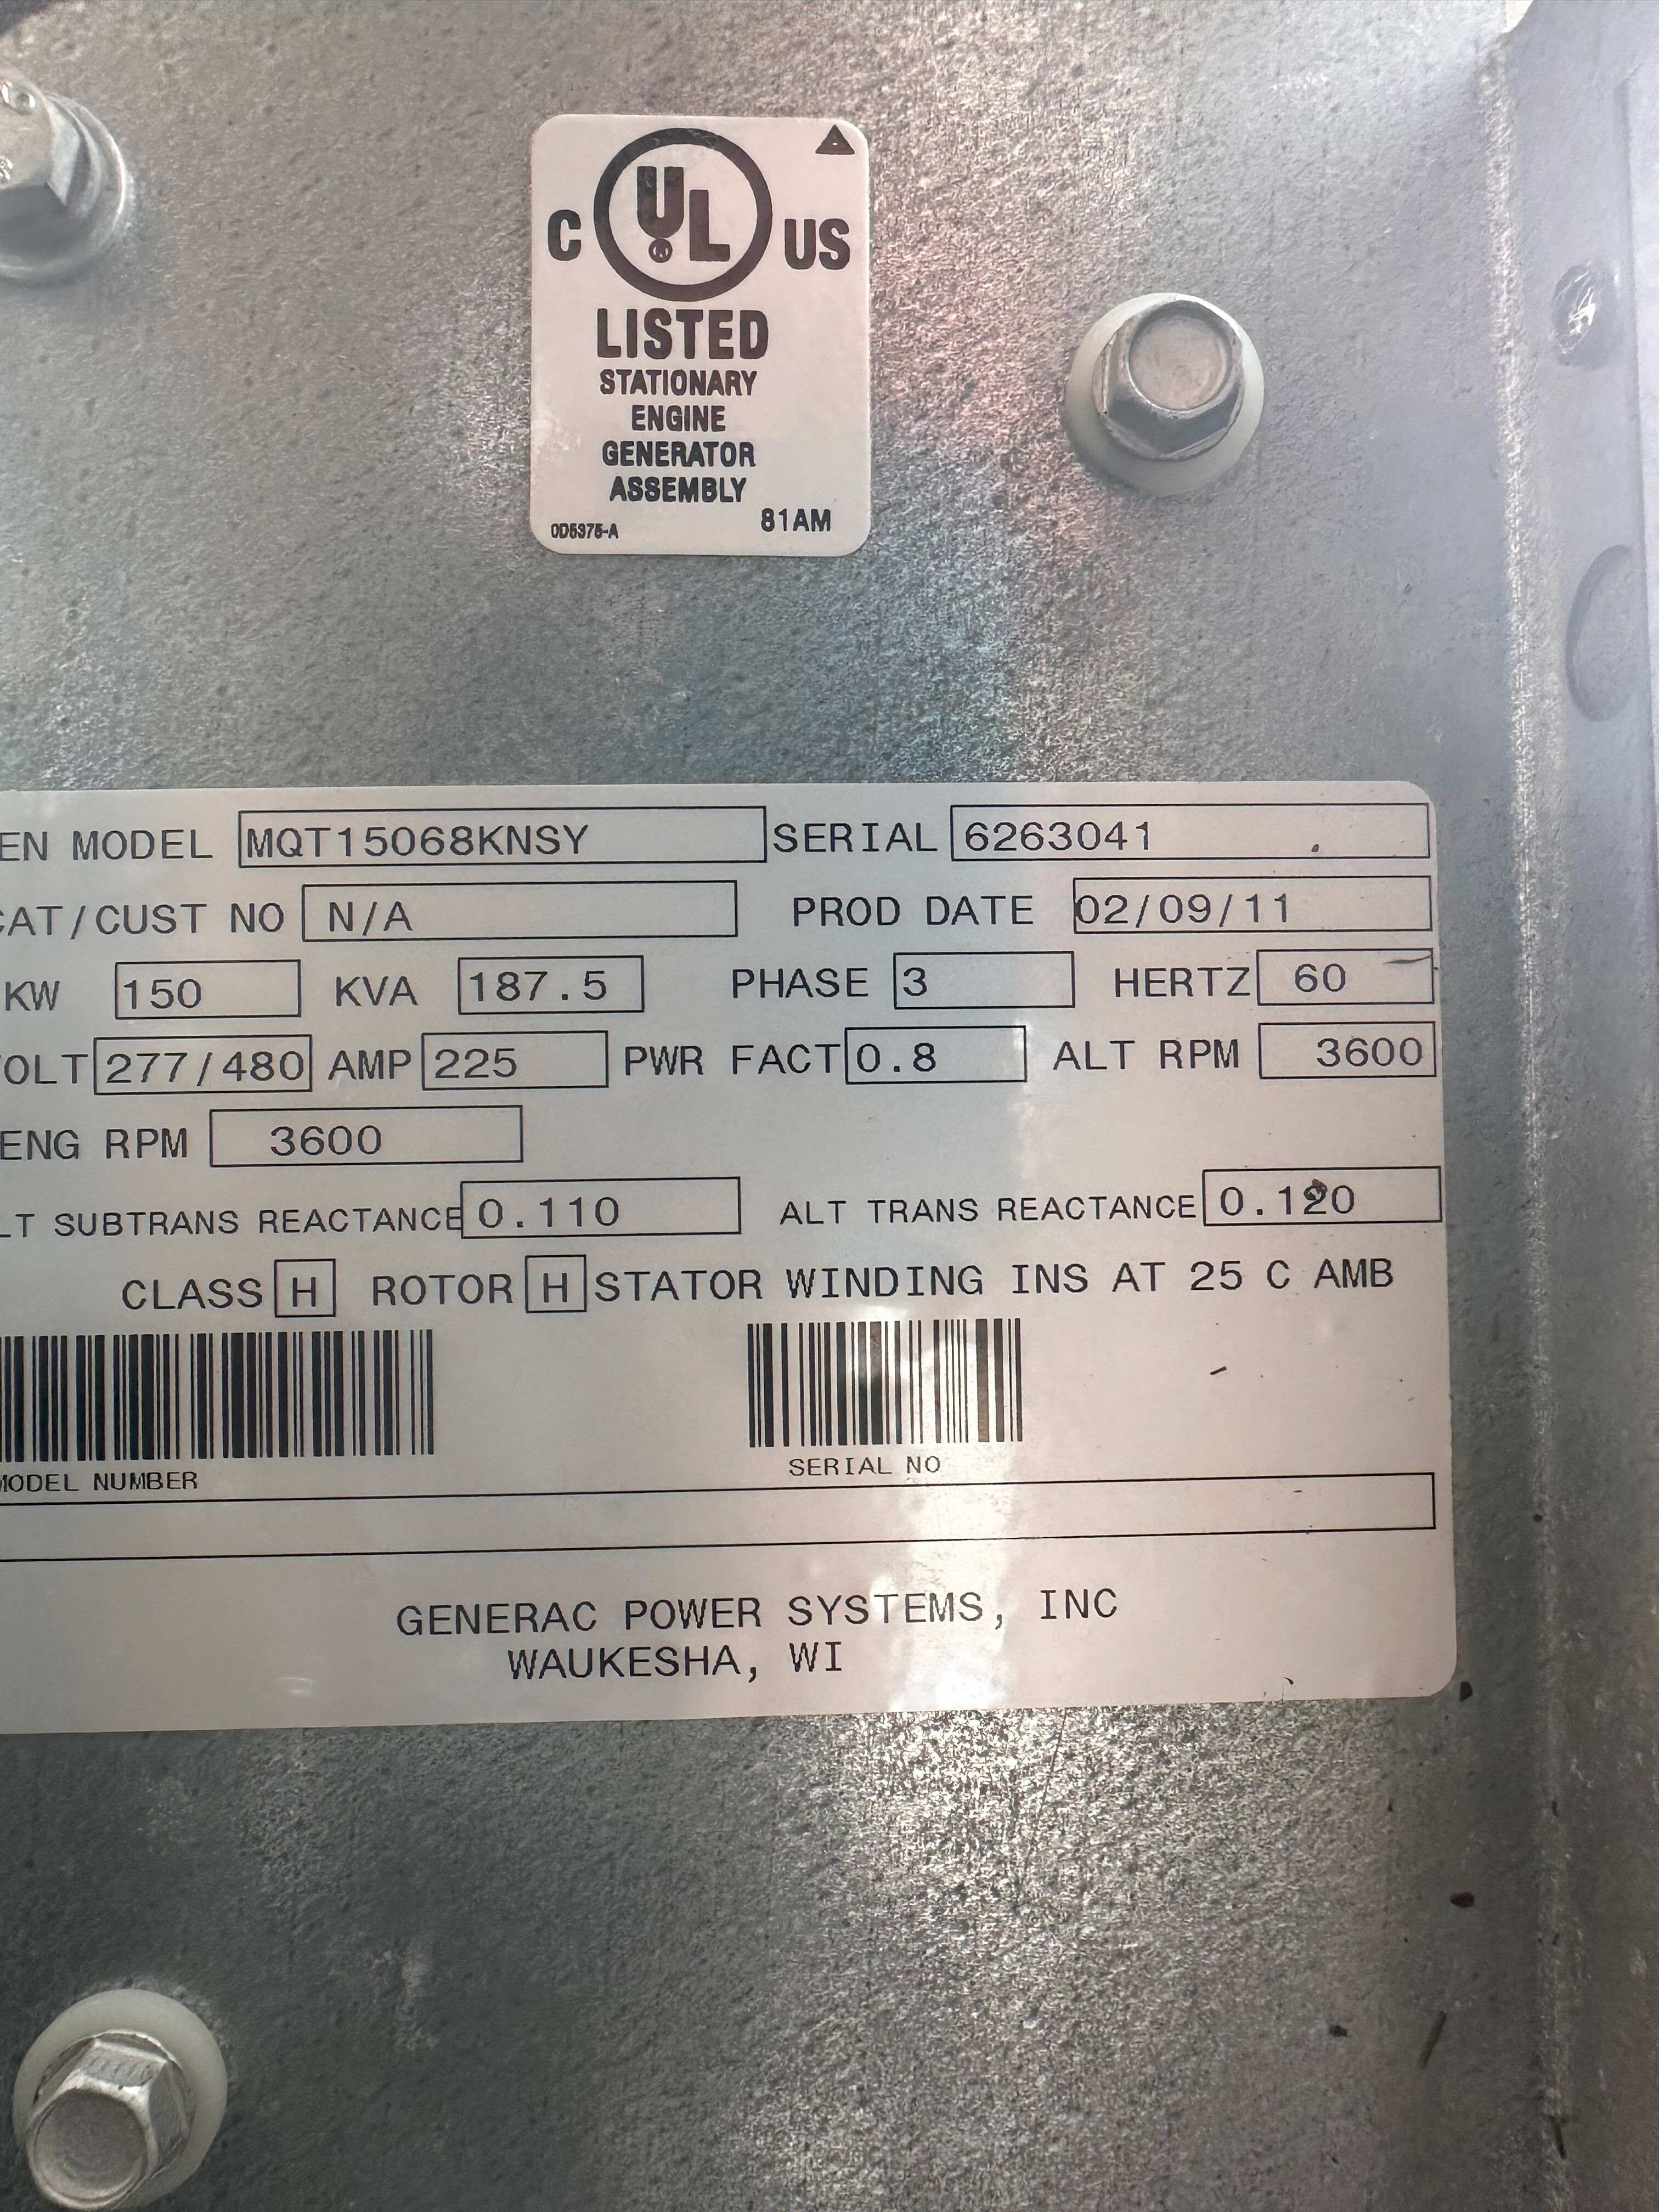 C UL US
LISTED
STATIONARY
ENGINE
GENERATOR
ASSEMBLY
81AM
0D5375-A
EN MODEL MQT15068KNSY SERIAL 6263041
CAT/CUST NO N/A PROD DATE 02/09/11
KW 150 KVA 187.5 PHASE 3 HERTZ 60
VOLT 277/480 AMP 225 PWR FACT 0.8 ALT RPM 3600
ENG RPM 3600
LT SUBTRANS REACTANCE 0.110 ALT TRANS REACTANCE 0.120
CLASS H ROTOR H STATOR WINDING INS AT 25 C AMB
MODEL NUMBER SERIAL NO
GENERAC POWER SYSTEMS, INC
WAUKESHA, WI